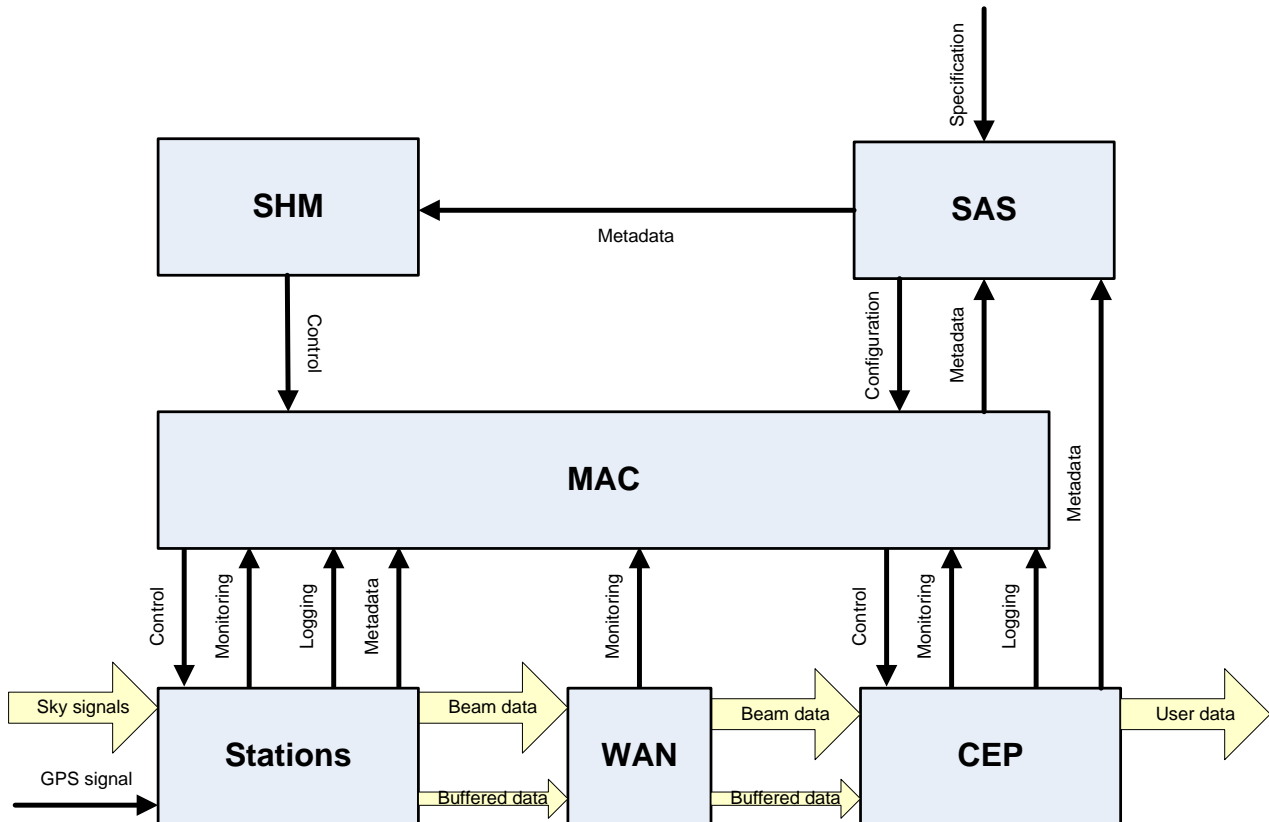 Specification
SHM
SAS
Metadata
Control
Configuration
Metadata
MAC
Metadata
Control
Monitoring
Logging
Metadata
Monitoring
Control
Monitoring
Logging
Sky signals
Beam data
Beam data
User data
Stations
WAN
CEP
GPS signal
Buffered data
Buffered data